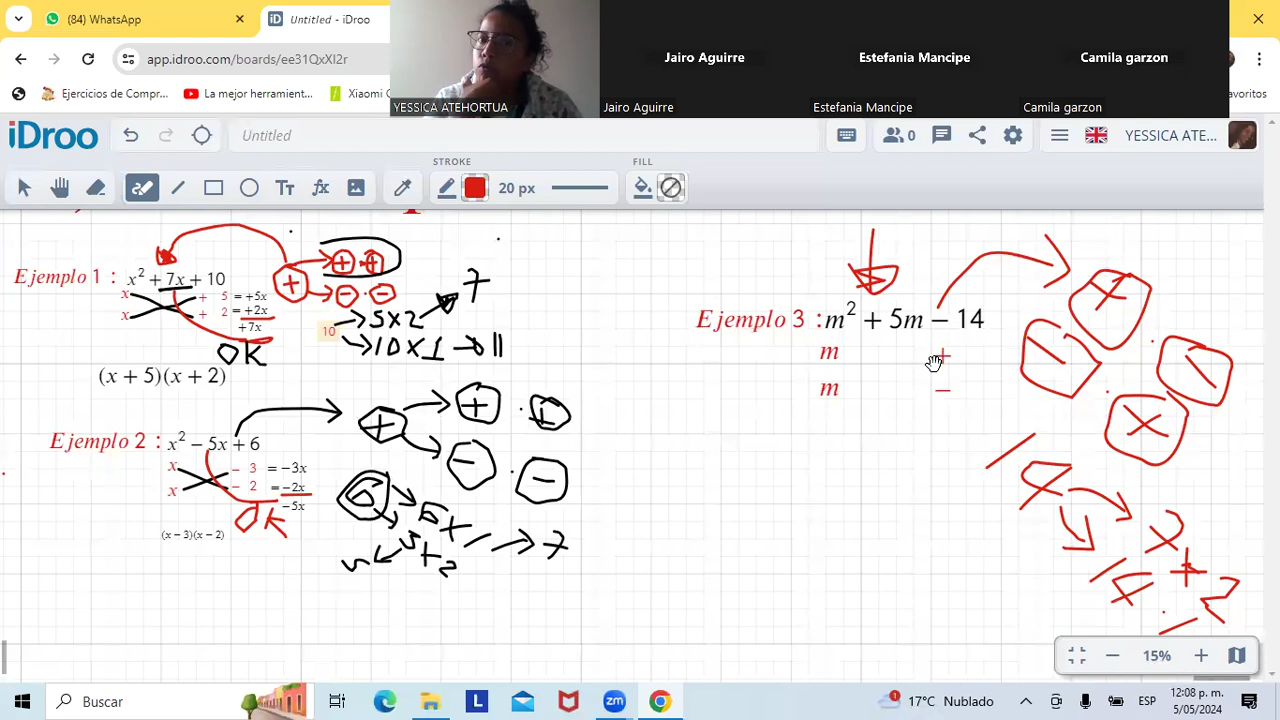 (84) WhatsApp
Untitled - iDroo
app.idroo.com/boards/ee31QxXI2r
Ejercicios de Compr...
La mejor herramient...
Xiaomi
YESSICA ATEHORTUA
Jairo Aguirre
Estefania Mancipe
Camila garzon
Jairo Aguirre
Estefania Mancipe
Camila garzon
avoritos
iDroo
Untitled
0
YESSICA ATE...
STROKE
FILL
20 px
Ejemplo 1 : x² + 7x + 10
x + 5 = +5x
x + 2 = +2x
+7x
OK
(x + 5)(x + 2)
+ + · +
− · −
10
5x2 7
10x1 11
Ejemplo 2 : x² − 5x + 6
x − 3 = −3x
x − 2 = −2x
−5x
OK
(x − 3)(x − 2)
+ + · +
− · −
6
7
Ejemplo 3 : m² + 5m − 14
m +
m −
15%
Buscar
17°C Nublado
ESP
12:08 p. m.
5/05/2024